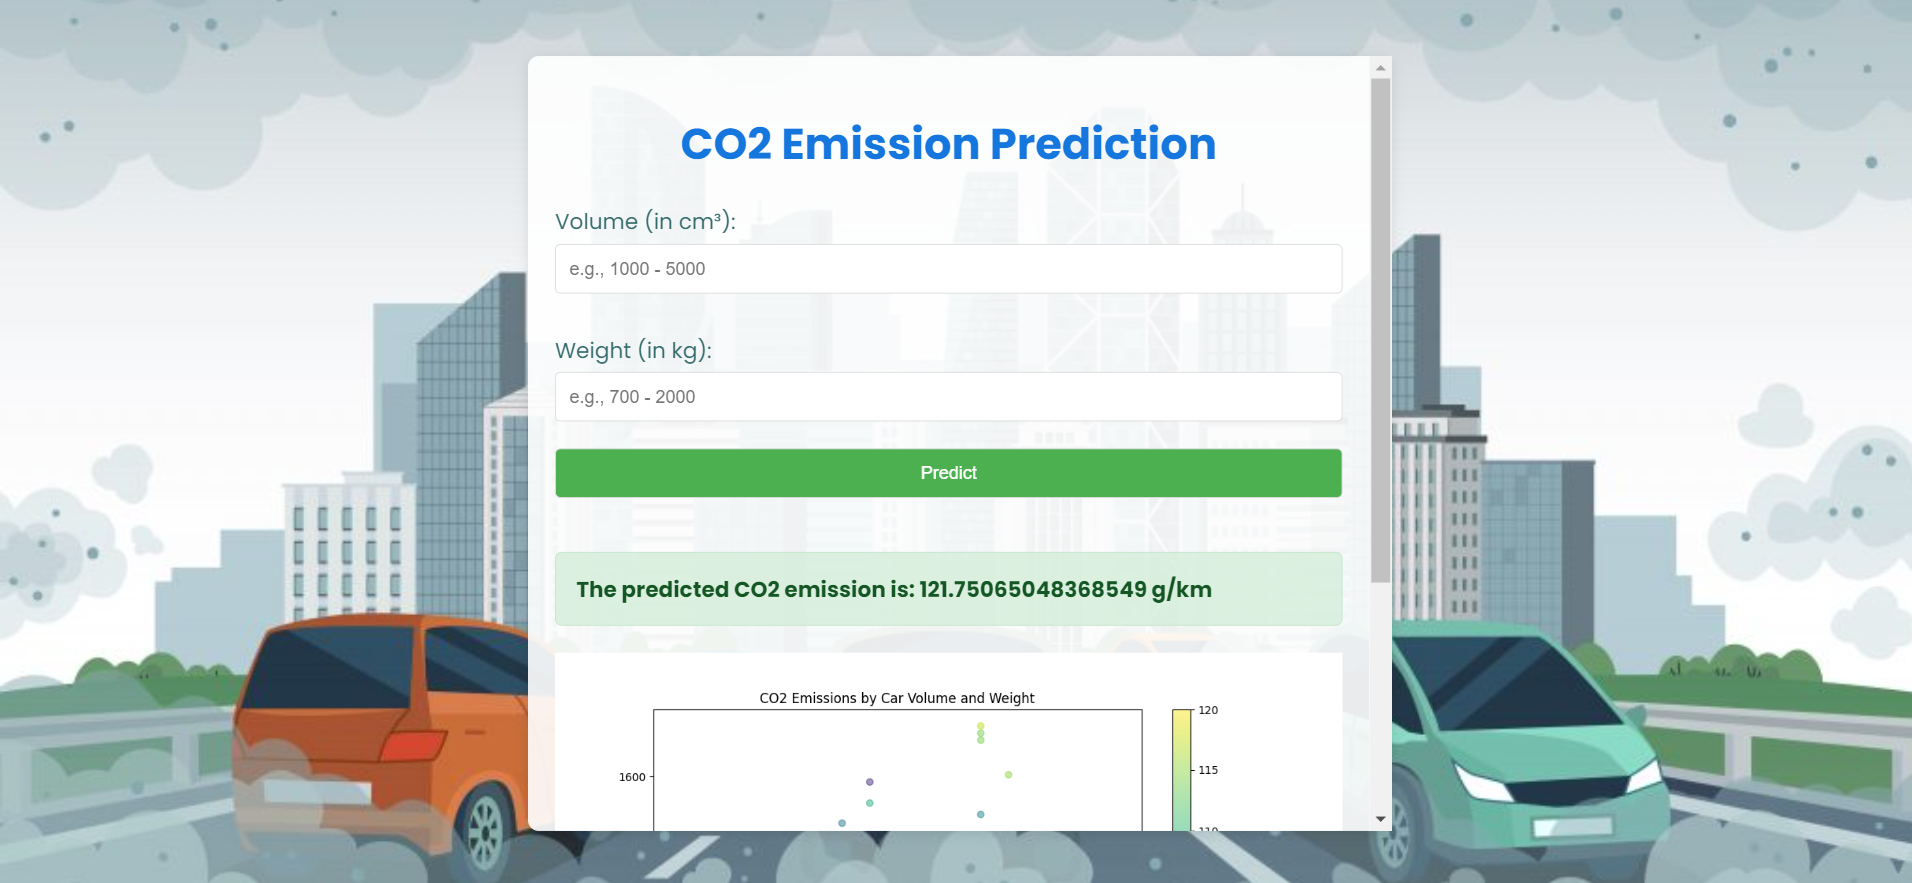 CO2 Emission Prediction
Volume (in cm³):
e.g., 1000 - 5000
Weight (in kg):
e.g., 700 - 2000
Predict
The predicted CO2 emission is: 121.75065048368549 g/km
CO2 Emissions by Car Volume and Weight
120
115
1600
110